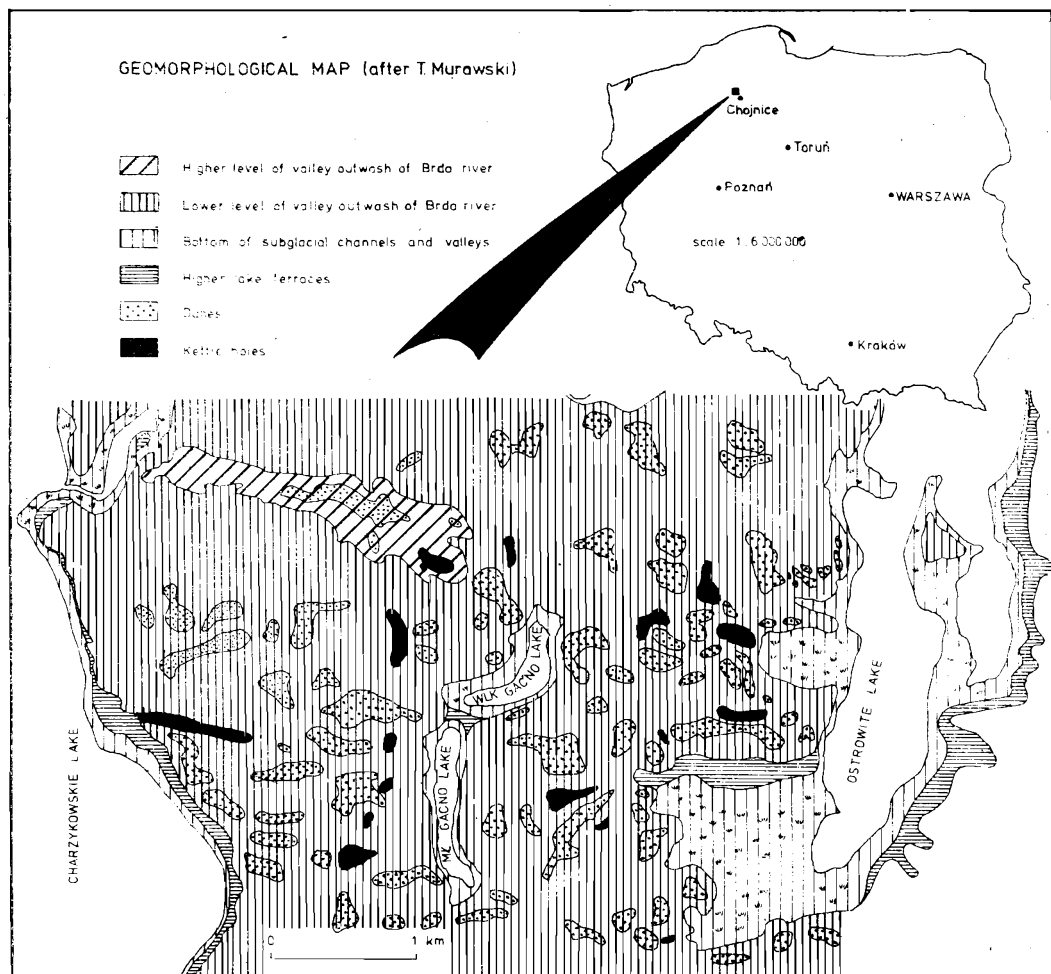 GEOMORPHOLOGICAL MAP (after T. Murawski)
Higher level of valley outwash of Brda river
Lower level of valley outwash of Brda river
Bottom of subglacial channels and valleys
Higher lake terraces
Dunes
Kettle holes
Chojnice
Toruń
Poznań
WARSZAWA
scale 1:6 000 000
Kraków
CHARZYKOWSKIE LAKE
WLK GACNO LAKE
MŁ GACNO LAKE
OSTROWITE LAKE
0 1 km